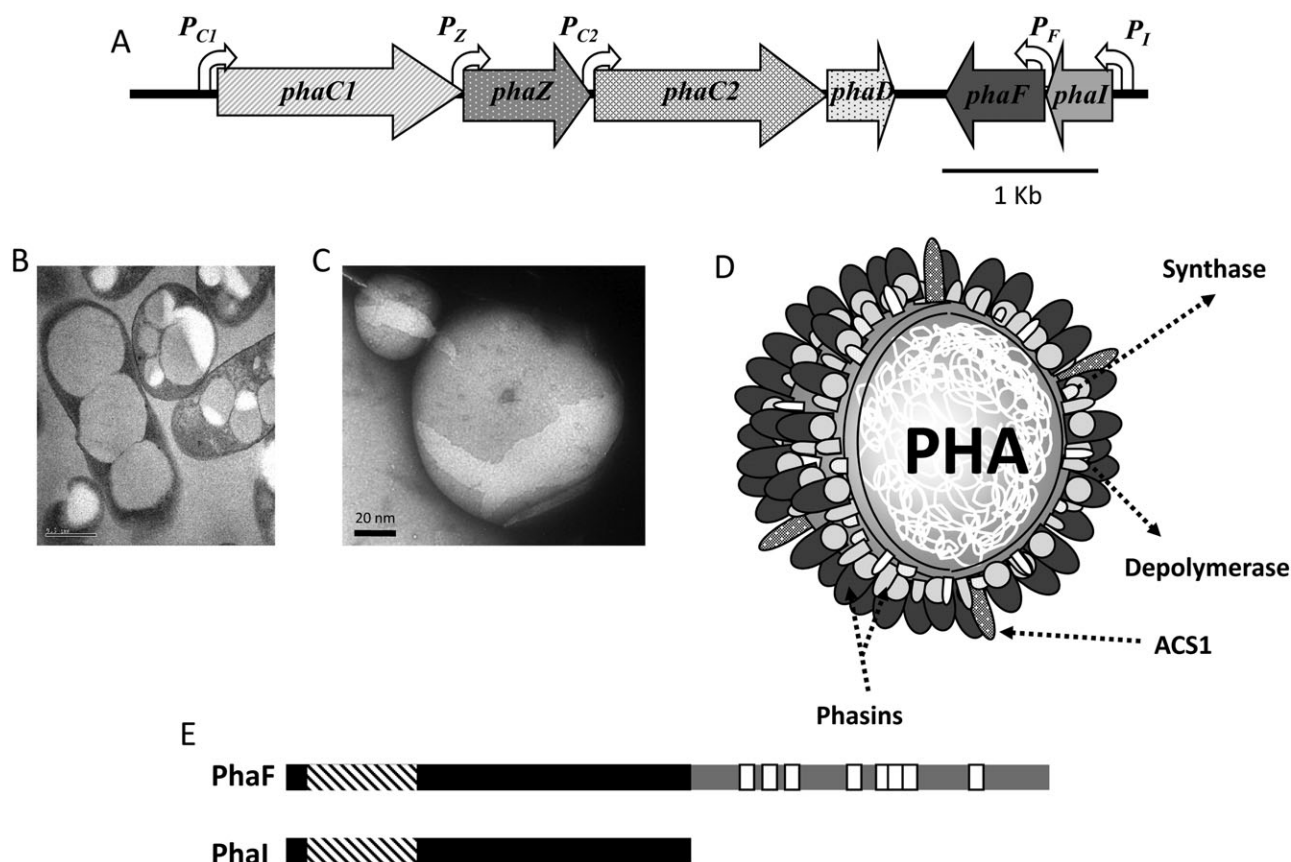 A
P_C1 P_Z P_C2 P_F P_I
phaC1 phaZ phaC2 phaD phaF phaI
1 Kb
B
C
20 nm
D
Synthase
PHA
Depolymerase
ACS1
Phasins
E
PhaF
PhaI